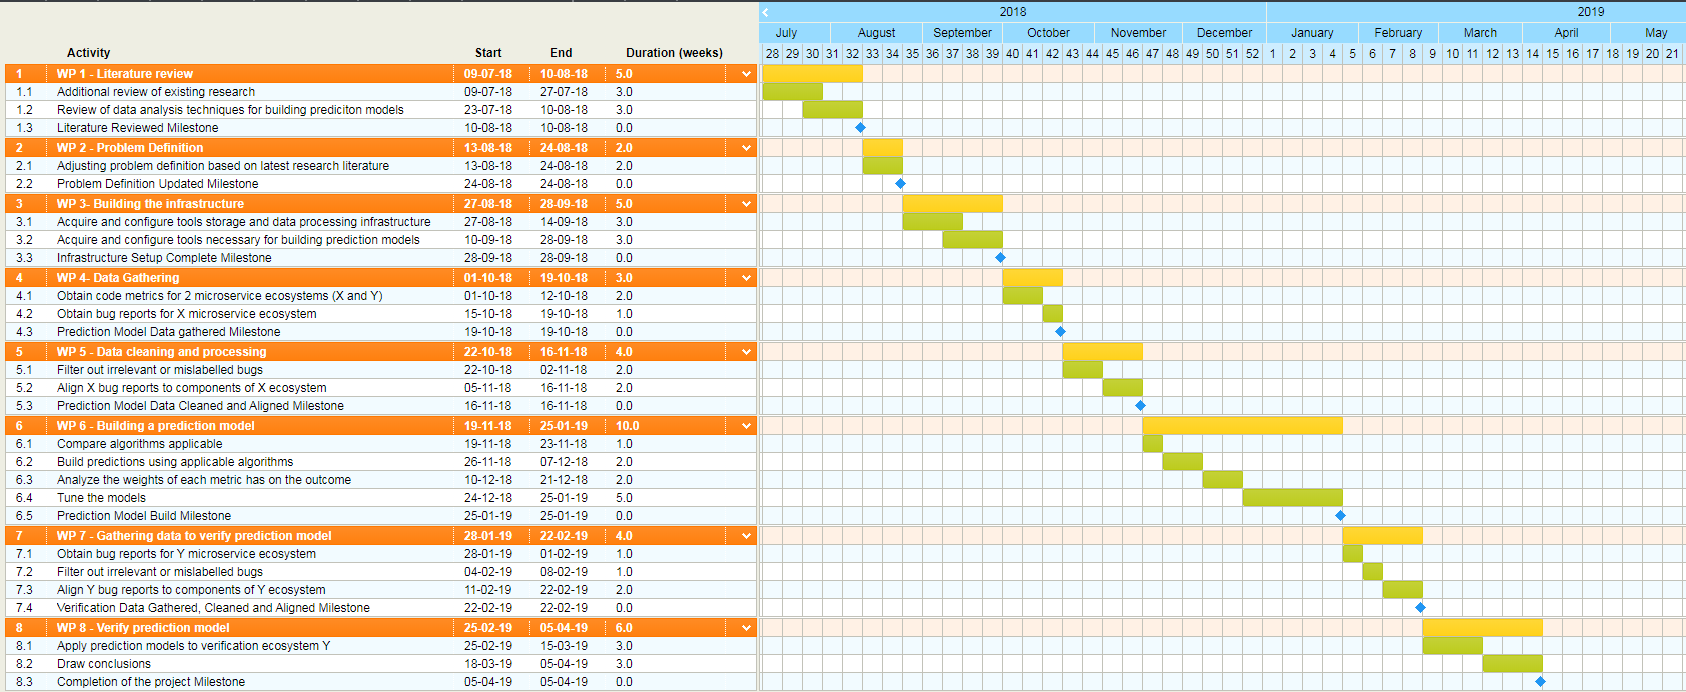 2018 2019
July August September October November December January February March April May
Activity Start End Duration (weeks) 28 29 30 31 32 33 34 35 36 37 38 39 40 41 42 43 44 45 46 47 48 49 50 51 52 1 2 3 4 5 6 7 8 9 10 11 12 13 14 15 16 17 18 19 20 21
1 WP 1 - Literature review 09-07-18 10-08-18 5.0
1.1 Additional review of existing research 09-07-18 27-07-18 3.0
1.2 Review of data analysis techniques for building prediciton models 23-07-18 10-08-18 3.0
1.3 Literature Reviewed Milestone 10-08-18 10-08-18 0.0
2 WP 2 - Problem Definition 13-08-18 24-08-18 2.0
2.1 Adjusting problem definition based on latest research literature 13-08-18 24-08-18 2.0
2.2 Problem Definition Updated Milestone 24-08-18 24-08-18 0.0
3 WP 3- Building the infrastructure 27-08-18 28-09-18 5.0
3.1 Acquire and configure tools storage and data processing infrastructure 27-08-18 14-09-18 3.0
3.2 Acquire and configure tools necessary for building prediction models 10-09-18 28-09-18 3.0
3.3 Infrastructure Setup Complete Milestone 28-09-18 28-09-18 0.0
4 WP 4- Data Gathering 01-10-18 19-10-18 3.0
4.1 Obtain code metrics for 2 microservice ecosystems (X and Y) 01-10-18 12-10-18 2.0
4.2 Obtain bug reports for X microservice ecosystem 15-10-18 19-10-18 1.0
4.3 Prediction Model Data gathered Milestone 19-10-18 19-10-18 0.0
5 WP 5 - Data cleaning and processing 22-10-18 16-11-18 4.0
5.1 Filter out irrelevant or mislabelled bugs 22-10-18 02-11-18 2.0
5.2 Align X bug reports to components of X ecosystem 05-11-18 16-11-18 2.0
5.3 Prediction Model Data Cleaned and Aligned Milestone 16-11-18 16-11-18 0.0
6 WP 6 - Building a prediction model 19-11-18 25-01-19 10.0
6.1 Compare algorithms applicable 19-11-18 23-11-18 1.0
6.2 Build predictions using applicable algorithms 26-11-18 07-12-18 2.0
6.3 Analyze the weights of each metric has on the outcome 10-12-18 21-12-18 2.0
6.4 Tune the models 24-12-18 25-01-19 5.0
6.5 Prediction Model Build Milestone 25-01-19 25-01-19 0.0
7 WP 7 - Gathering data to verify prediction model 28-01-19 22-02-19 4.0
7.1 Obtain bug reports for Y microservice ecosystem 28-01-19 01-02-19 1.0
7.2 Filter out irrelevant or mislabelled bugs 04-02-19 08-02-19 1.0
7.3 Align Y bug reports to components of Y ecosystem 11-02-19 22-02-19 2.0
7.4 Verification Data Gathered, Cleaned and Aligned Milestone 22-02-19 22-02-19 0.0
8 WP 8 - Verify prediction model 25-02-19 05-04-19 6.0
8.1 Apply prediction models to verification ecosystem Y 25-02-19 15-03-19 3.0
8.2 Draw conclusions 18-03-19 05-04-19 3.0
8.3 Completion of the project Milestone 05-04-19 05-04-19 0.0